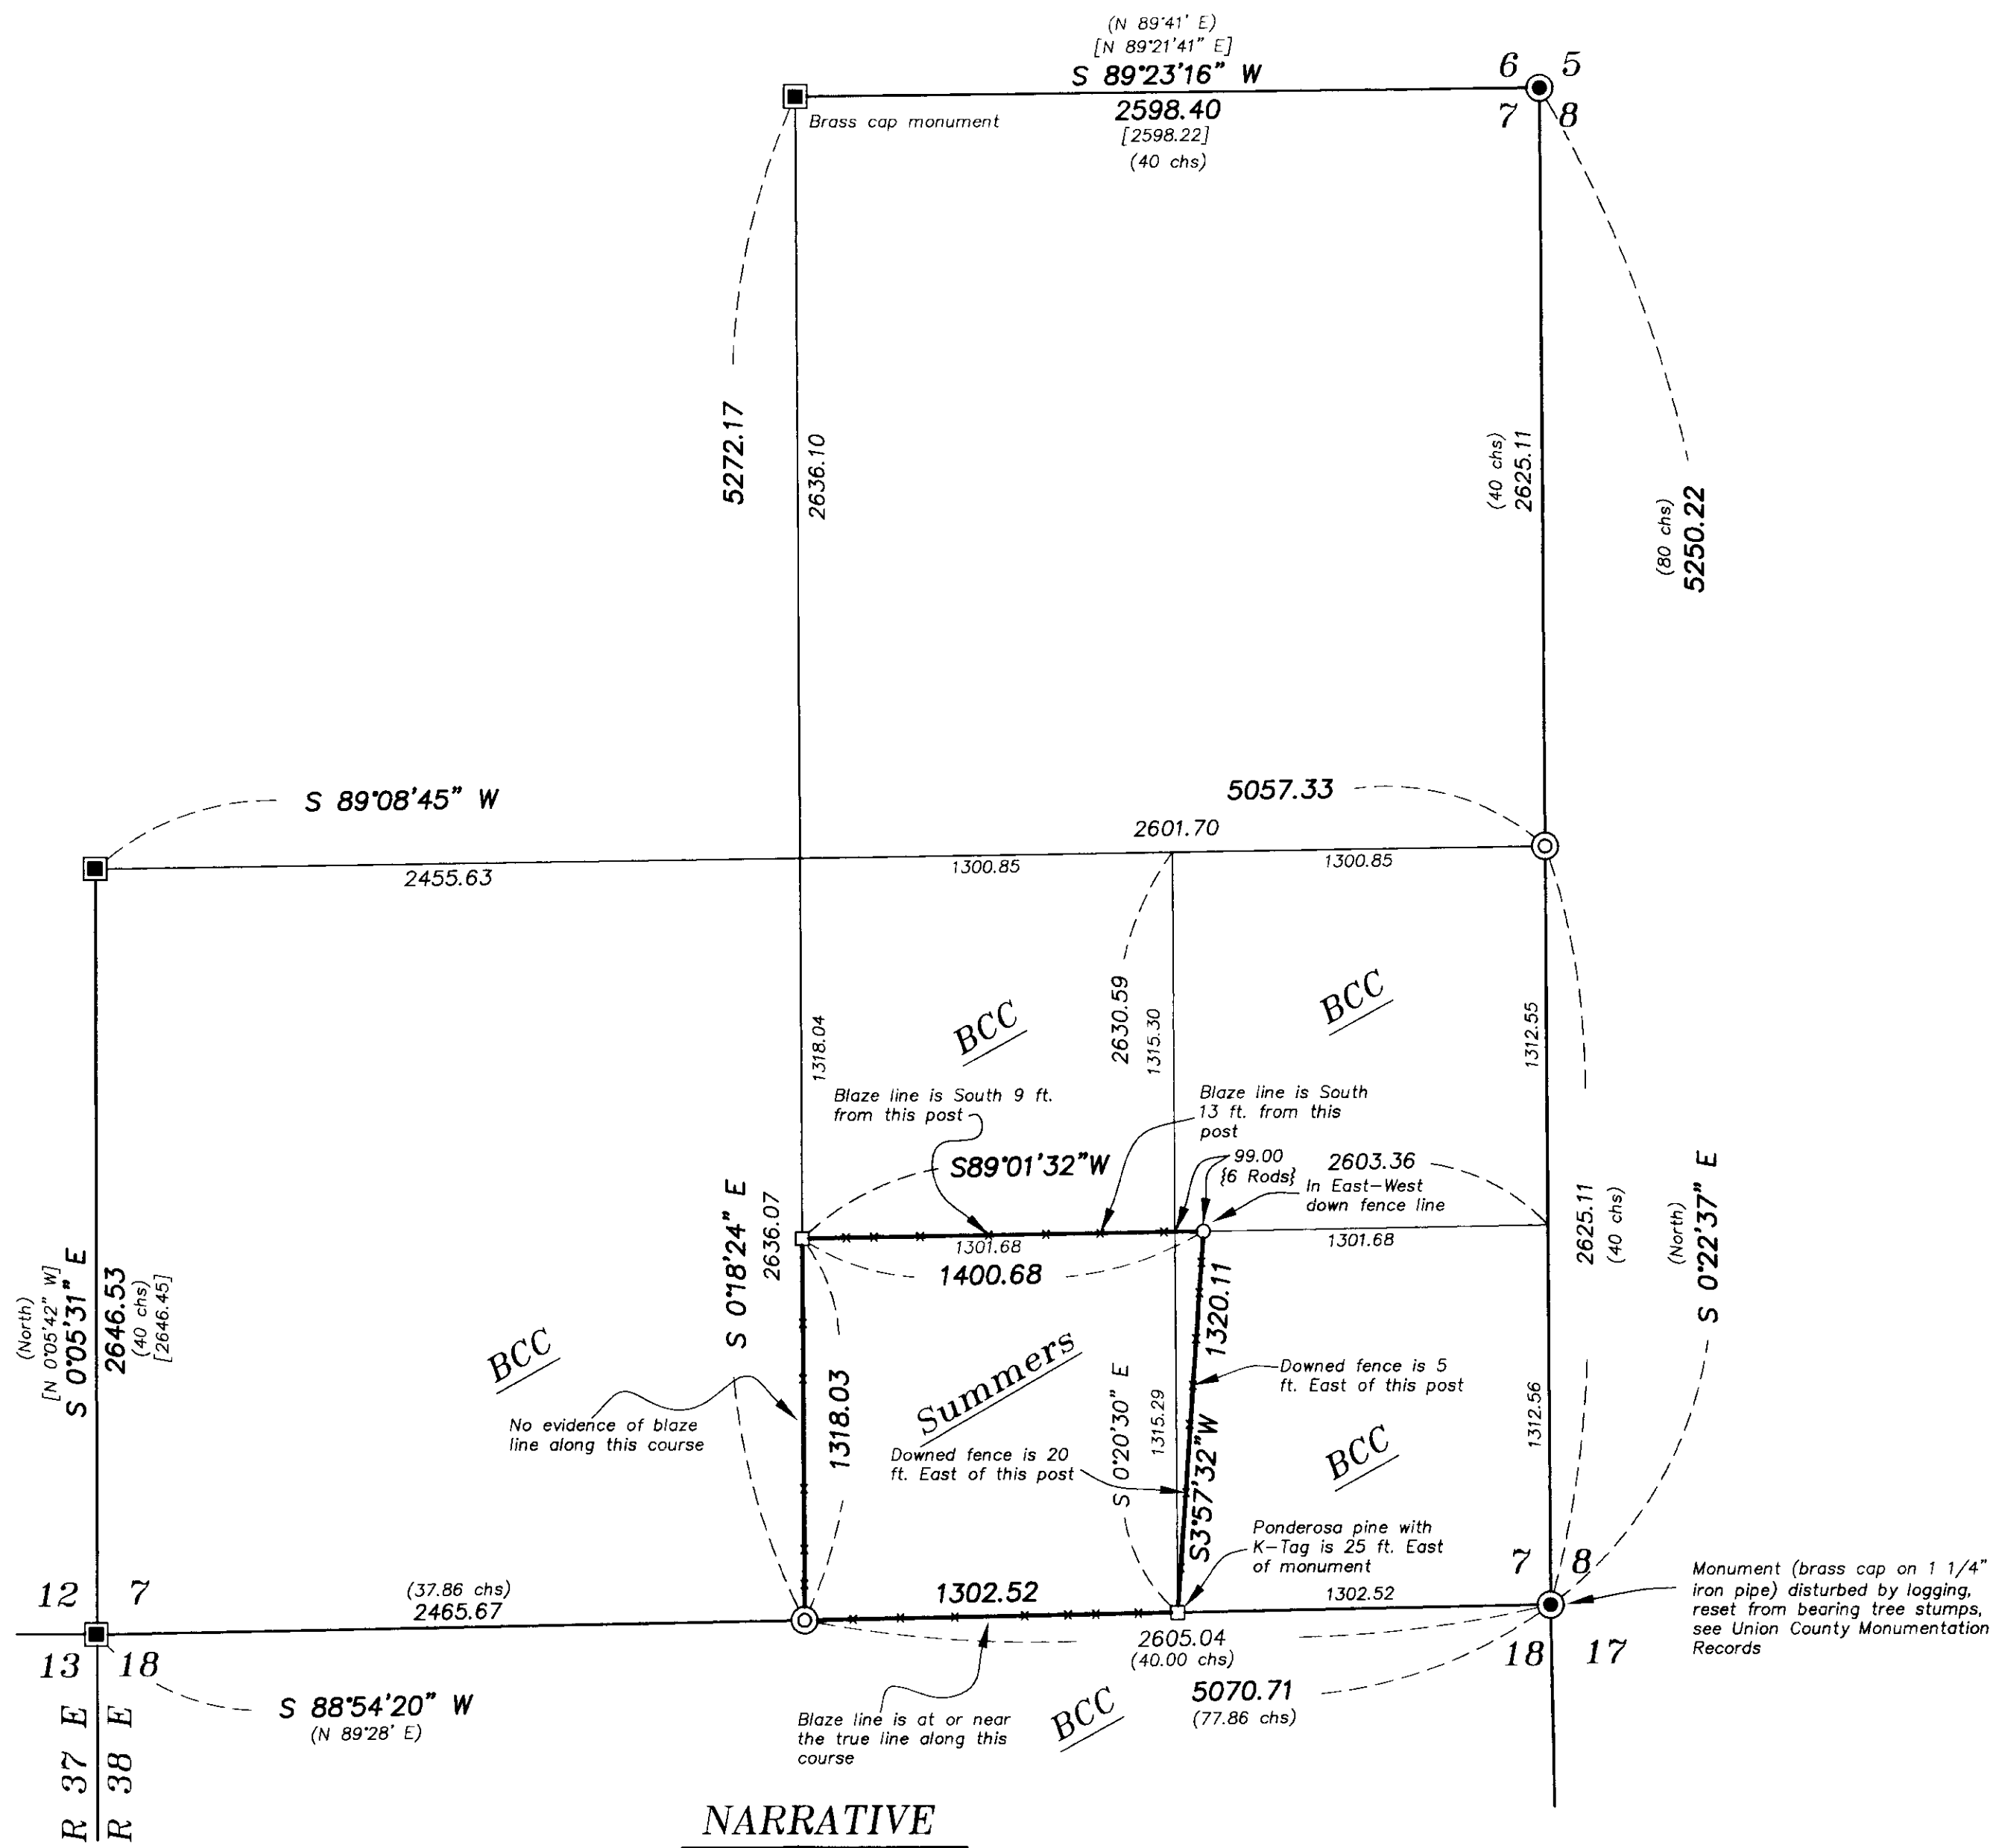 (N 89°41' E)
[N 89°21'41" E]
S 89°23'16" W
2598.40
[2598.22]
(40 chs)
6 5
7 8
Brass cap monument
5272.17
2636.10
(40 chs)
2625.11
(80 chs)
5250.22
S 89°08'45" W
5057.33
2601.70
2455.63
1300.85
1300.85
BCC
BCC
1318.04
2630.59
1315.30
1312.55
Blaze line is South 9 ft.
from this post
Blaze line is South
13 ft. from this
post
S89°01'32"W
99.00
{6 Rods}
2603.36
In East-West
down fence line
1301.68
1301.68
1400.68
S 0°18'24" E
2636.07
2625.11
(40 chs)
(North)
S 0°22'37" E
(North)
[N 0°05'42" W]
S 0°05'31" E
2646.53
(40 chs)
[2646.45]
BCC
Summers
1320.11
Downed fence is 5
ft. East of this post
No evidence of blaze
line along this course
1318.03
Downed fence is 20
ft. East of this post
S 0°20'30" E
1315.29
S3°57'32"W
BCC
1312.56
Ponderosa pine with
K-Tag is 25 ft. East
of monument
12 7
(37.86 chs)
2465.67
1302.52
1302.52
7 8
Monument (brass cap on 1 1/4"
iron pipe) disturbed by logging,
reset from bearing tree stumps,
see Union County Monumentation
Records
13 18
2605.04
(40.00 chs)
18 17
S 88°54'20" W
(N 89°28' E)
5070.71
(77.86 chs)
BCC
Blaze line is at or near
the true line along this
course
R 37 E
R 38 E
NARRATIVE